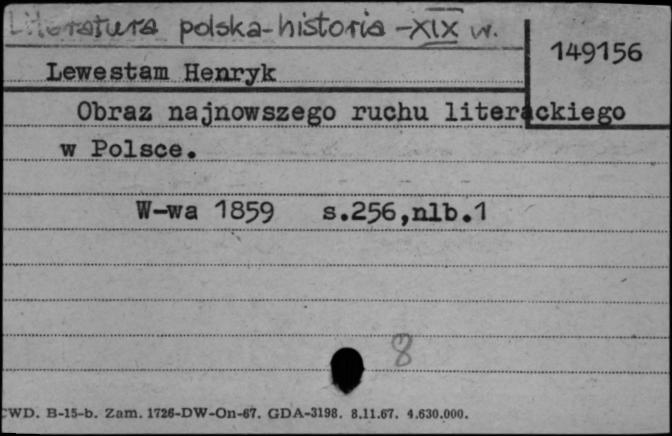 Literatura polska-historia -XIX w.
149156
Lewestam Henryk
Obraz najnowszego ruchu literackiego
w Polsce.
W-wa 1859 s.256,nlb.1
8
CWD. B-15-b. Zam. 1726-DW-On-67. GDA-3198. 8.11.67. 4.630.000.